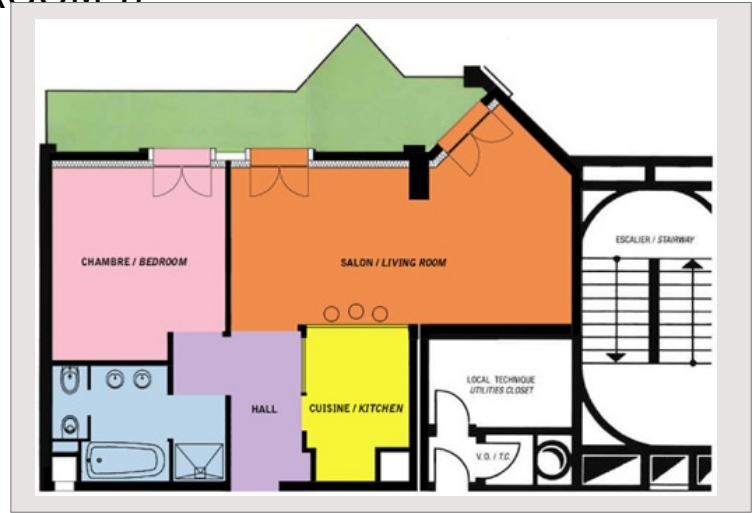 ESCALIER / STAIRWAY
CHAMBRE / BEDROOM
SALON / LIVING ROOM
LOCAL TECHNIQUE
UTILITIES CLOSET
HALL
CUISINE / KITCHEN
V.O. / T.C.